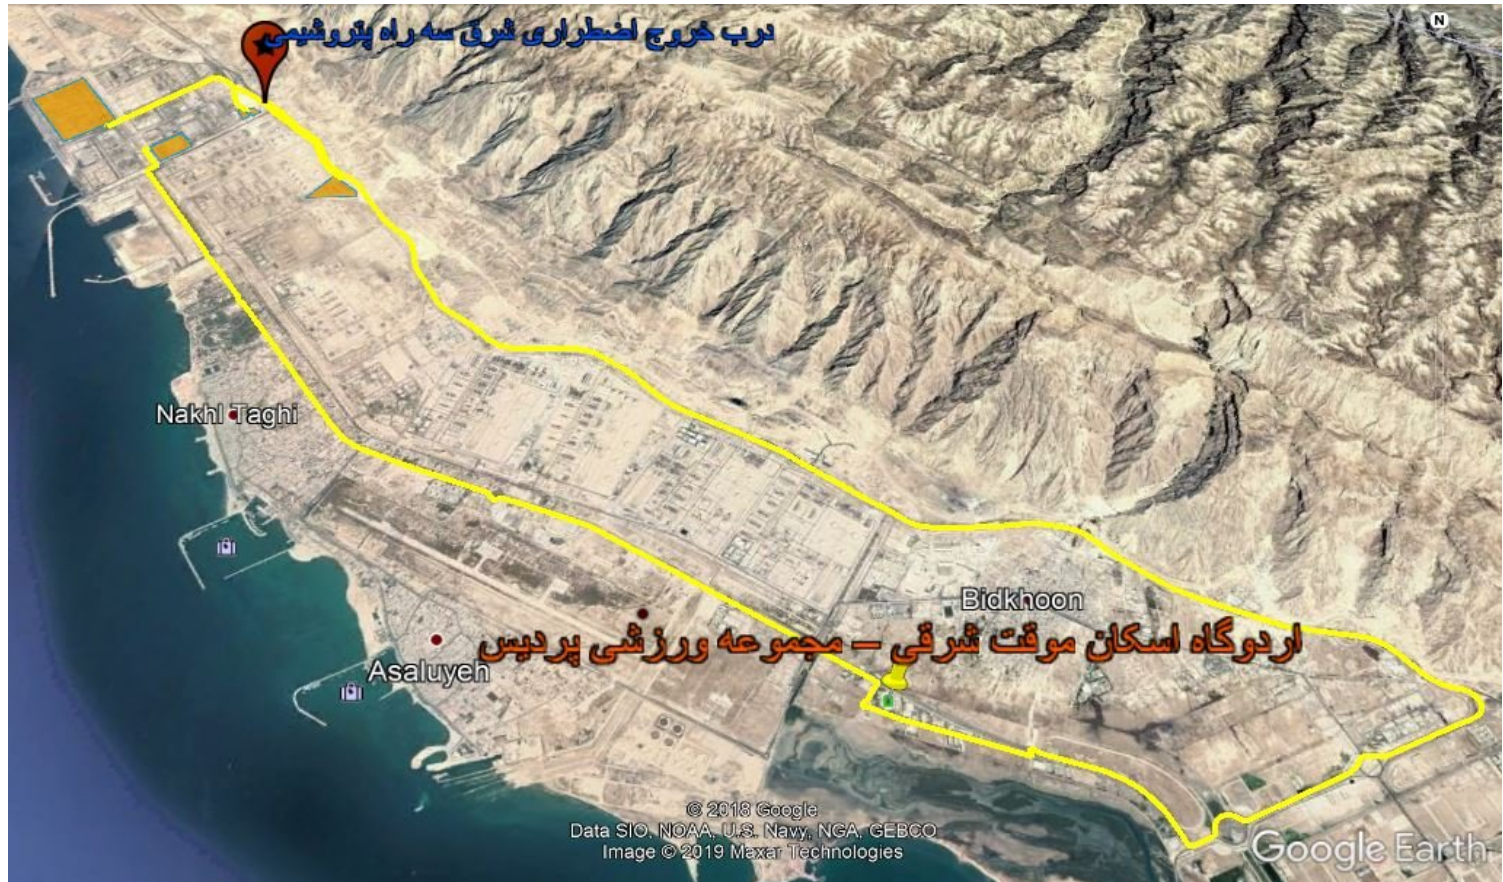 N
درب خروج اضطراری شرق سه راه پتروشیمی
Nakhl Taghi
Bidkhoon
اردوگاه اسکان موقت شرقی – مجموعه ورزشی پردیس
Asaluyeh
© 2018 Google
Data SIO, NOAA, U.S. Navy, NGA, GEBCO
Image © 2019 Maxar Technologies
Google Earth